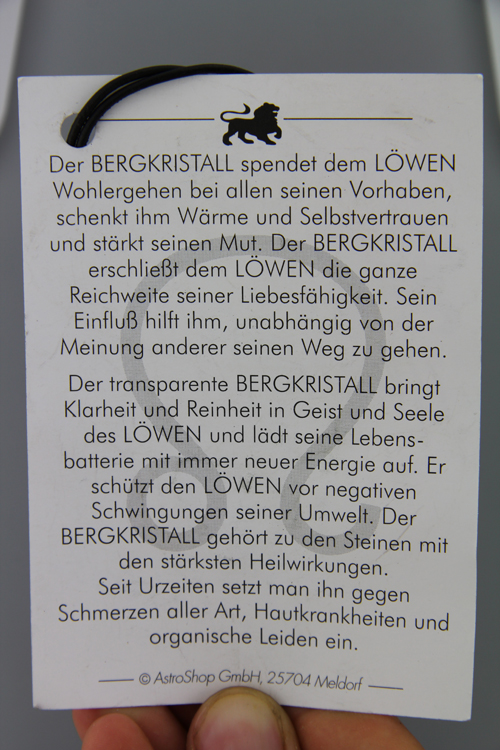 Der BERGKRISTALL spendet dem LÖWEN
Wohlergehen bei allen seinen Vorhaben,
schenkt ihm Wärme und Selbstvertrauen
und stärkt seinen Mut. Der BERGKRISTALL
erschließt dem LÖWEN die ganze
Reichweite seiner Liebesfähigkeit. Sein
Einfluß hilft ihm, unabhängig von der
Meinung anderer seinen Weg zu gehen.
Der transparente BERGKRISTALL bringt
Klarheit und Reinheit in Geist und Seele
des LÖWEN und lädt seine Lebens-
batterie mit immer neuer Energie auf. Er
schützt den LÖWEN vor negativen
Schwingungen seiner Umwelt. Der
BERGKRISTALL gehört zu den Steinen mit
den stärksten Heilwirkungen.
Seit Urzeiten setzt man ihn gegen
Schmerzen aller Art, Hautkrankheiten und
organische Leiden ein.
© AstroShop GmbH, 25704 Meldorf